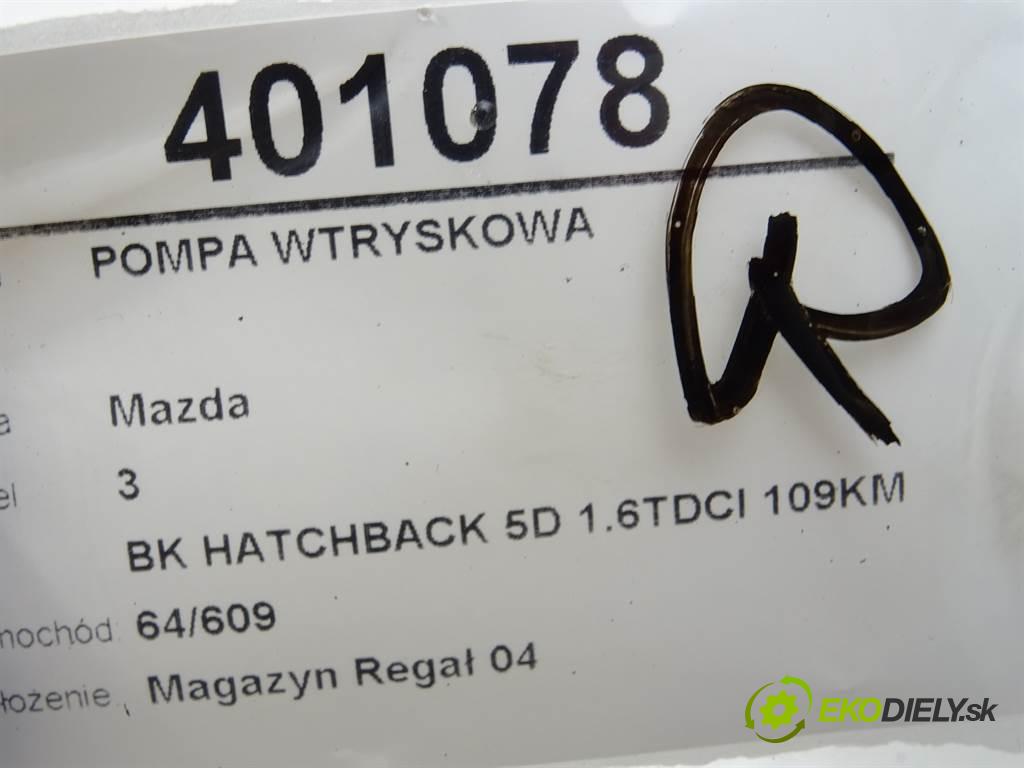 401078
POMPA WTRYSKOWA
Mazda
3
BK HATCHBACK 5D 1.6TDCI 109KM
64/609
Magazyn Regał 04
R
EKODIELY.sk